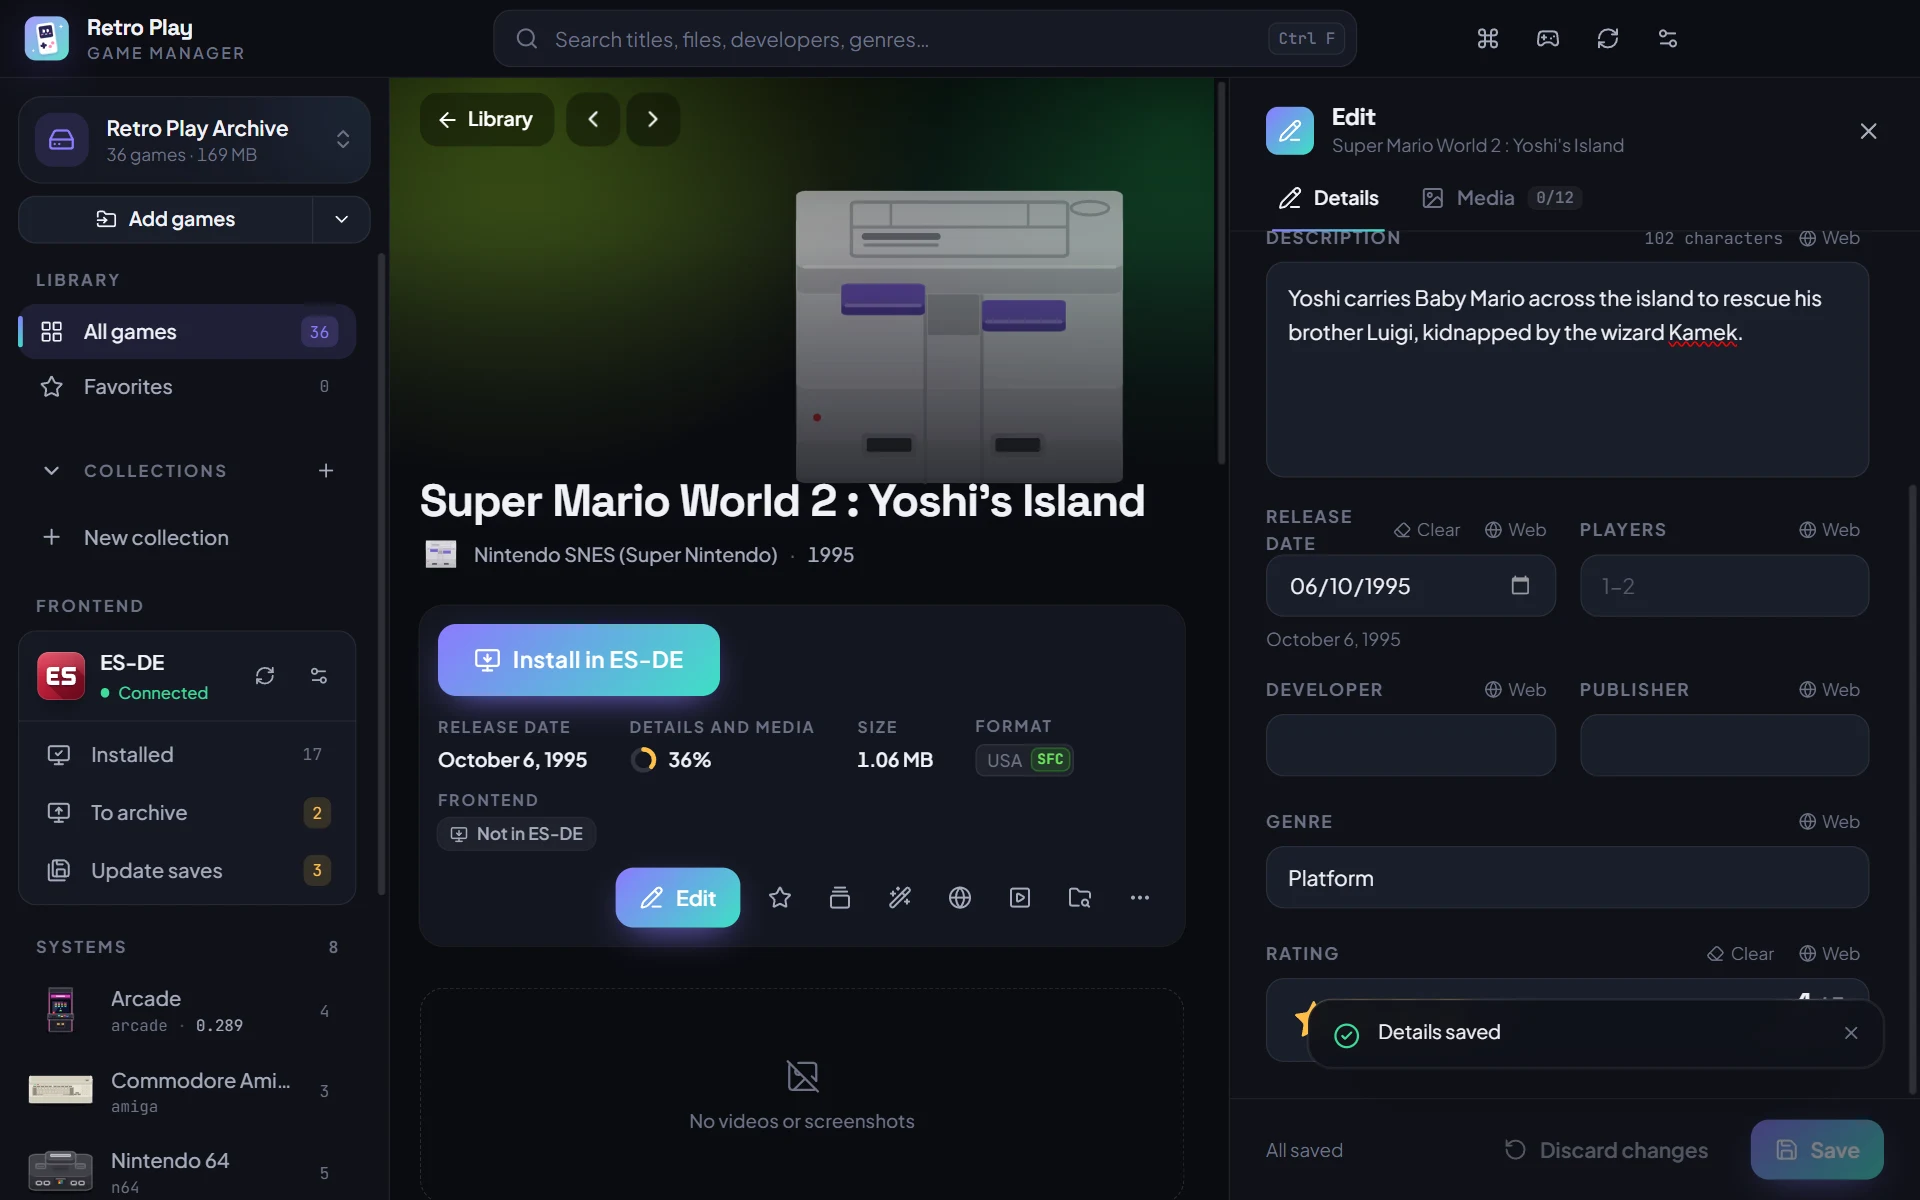 Retro Play
GAME MANAGER
Search titles, files, developers, genres...
Ctrl F
Retro Play Archive
36 games · 169 MB
Add games
LIBRARY
All games
36
Favorites
0
COLLECTIONS
New collection
FRONTEND
ES
ES-DE
Connected
Installed
17
To archive
2
Update saves
3
SYSTEMS
8
Arcade
arcade · 0.289
4
Commodore Ami...
amiga
3
Nintendo 64
n64
5
Library
Super Mario World 2 : Yoshi's Island
Nintendo SNES (Super Nintendo) · 1995
Install in ES-DE
RELEASE DATE
October 6, 1995
DETAILS AND MEDIA
36%
SIZE
1.06 MB
FORMAT
USA SFC
FRONTEND
Not in ES-DE
Edit
No videos or screenshots
Edit
Super Mario World 2 : Yoshi's Island
Details
Media
0/12
DESCRIPTION
102 characters
Web
Yoshi carries Baby Mario across the island to rescue his
brother Luigi, kidnapped by the wizard Kamek.
RELEASE
DATE
Clear
Web
06/10/1995
October 6, 1995
PLAYERS
Web
1-2
DEVELOPER
Web
PUBLISHER
Web
GENRE
Web
Platform
RATING
Clear
Web
Details saved
All saved
Discard changes
Save